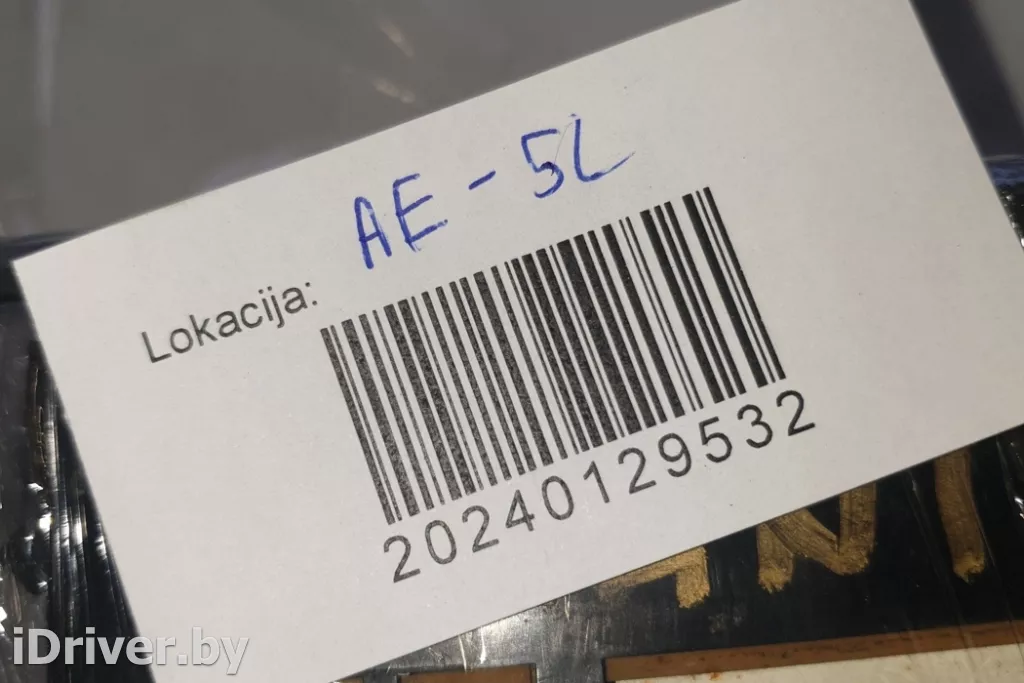 AE - 5L
Lokacija:
20240129532
iDriver.by